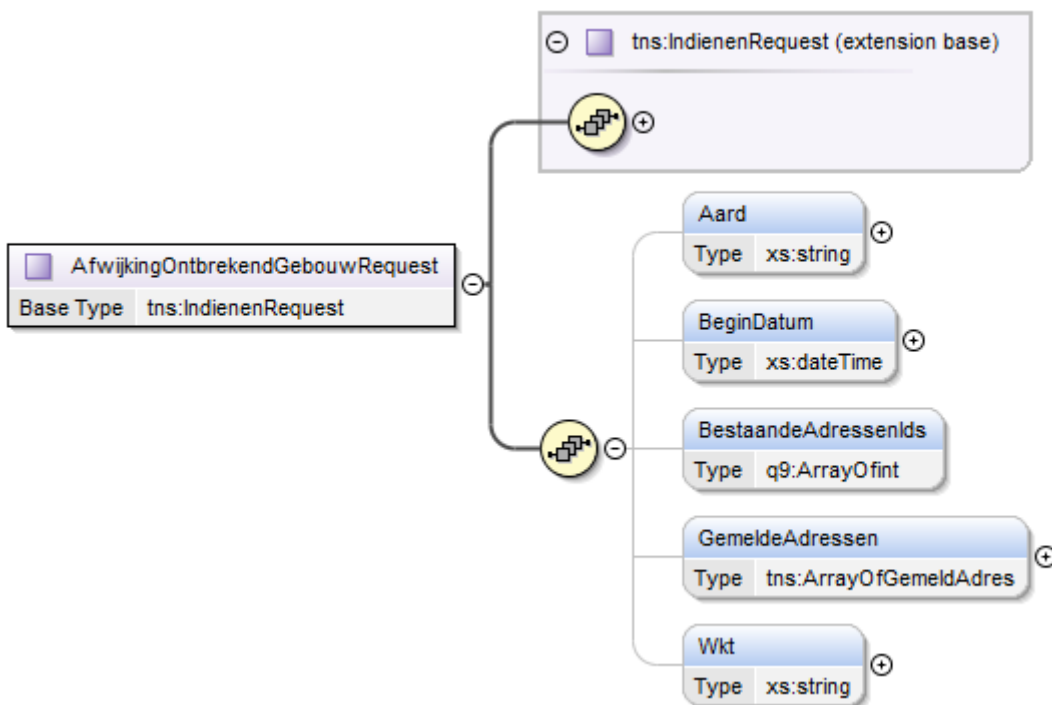 tns:IndienenRequest (extension base)
Aard
Type xs:string
AfwijkingOntbrekendGebouwRequest
Base Type tns:IndienenRequest
BeginDatum
Type xs:dateTime
BestaandeAdressenIds
Type q9:ArrayOfint
GemeldeAdressen
Type tns:ArrayOfGemeldAdres
Wkt
Type xs:string